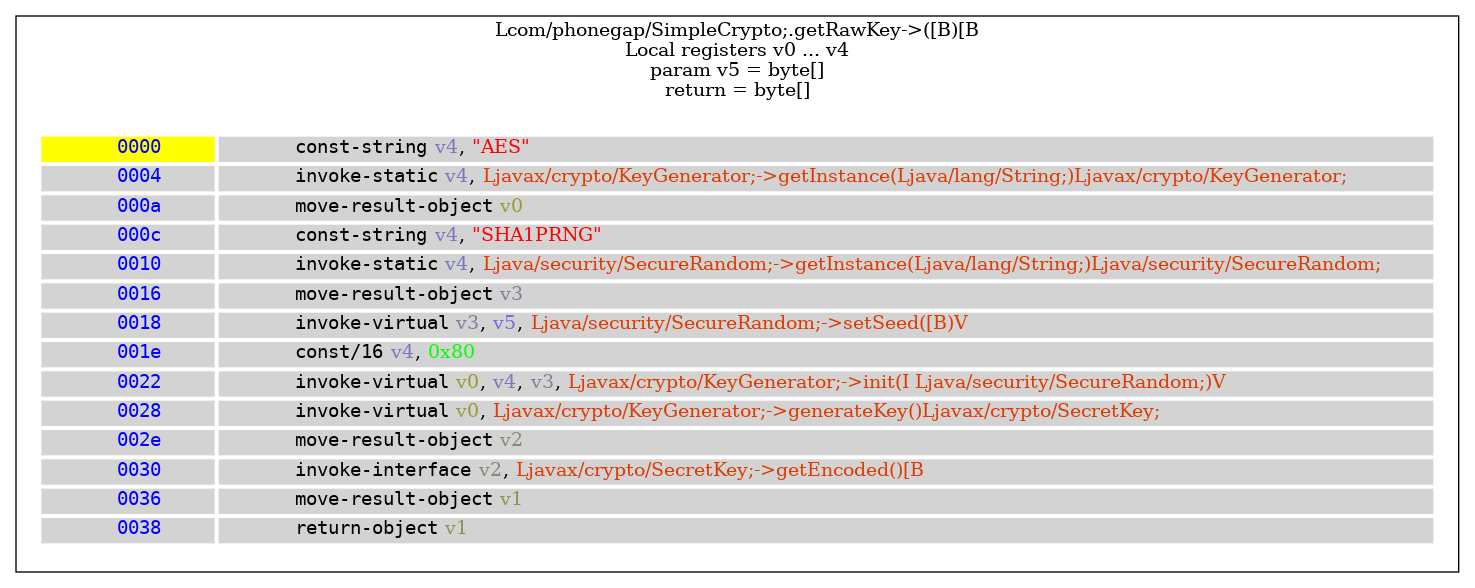 Lcom/phonegap/SimpleCrypto;.getRawKey->([B)[B
Local registers v0 ... v4
param v5 = byte[]
return = byte[]
0000 const-string v4, "AES"
0004 invoke-static v4, Ljavax/crypto/KeyGenerator;->getInstance(Ljava/lang/String;)Ljavax/crypto/KeyGenerator;
000a move-result-object v0
000c const-string v4, "SHA1PRNG"
0010 invoke-static v4, Ljava/security/SecureRandom;->getInstance(Ljava/lang/String;)Ljava/security/SecureRandom;
0016 move-result-object v3
0018 invoke-virtual v3, v5, Ljava/security/SecureRandom;->setSeed([B)V
001e const/16 v4, 0x80
0022 invoke-virtual v0, v4, v3, Ljavax/crypto/KeyGenerator;->init(I Ljava/security/SecureRandom;)V
0028 invoke-virtual v0, Ljavax/crypto/KeyGenerator;->generateKey()Ljavax/crypto/SecretKey;
002e move-result-object v2
0030 invoke-interface v2, Ljavax/crypto/SecretKey;->getEncoded()[B
0036 move-result-object v1
0038 return-object v1